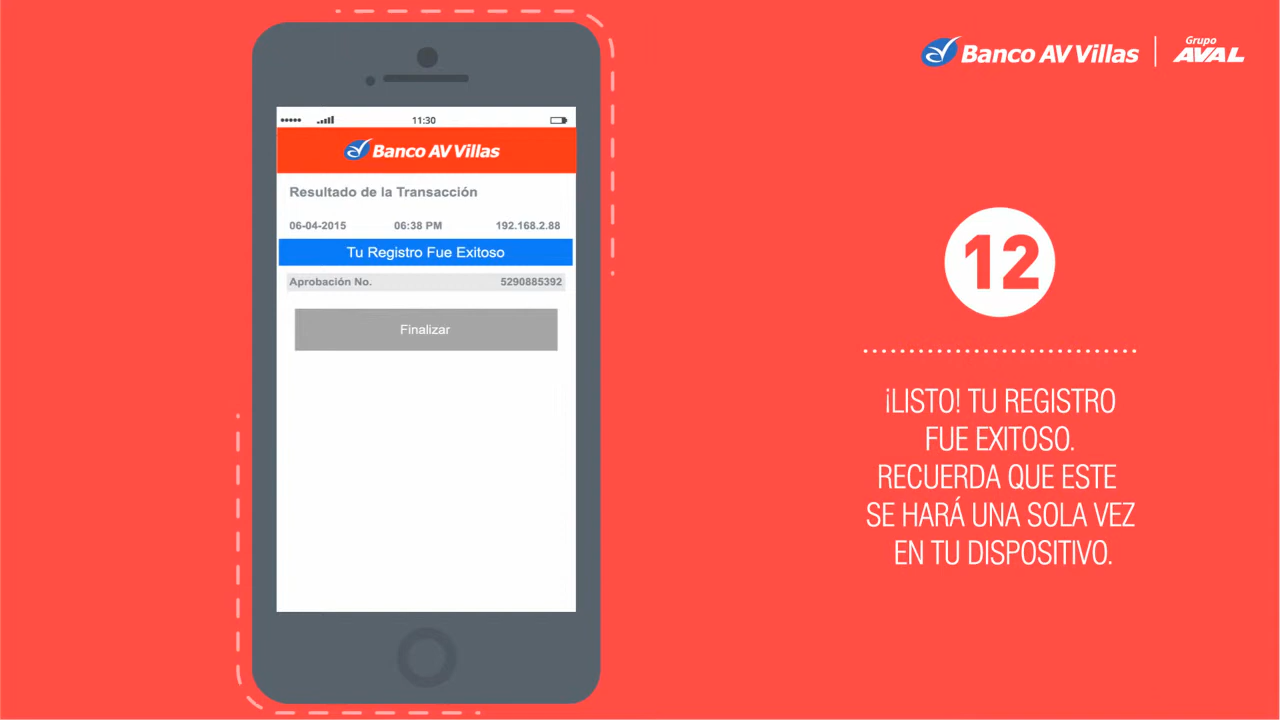 Banco AV Villas
Grupo
AVAL
11:30
Banco AV Villas
Resultado de la Transacción
06-04-2015 06:38 PM 192.168.2.88
Tu Registro Fue Exitoso
Aprobación No. 5290885392
Finalizar
12
¡LISTO! TU REGISTRO
FUE EXITOSO.
RECUERDA QUE ESTE
SE HARÁ UNA SOLA VEZ
EN TU DISPOSITIVO.